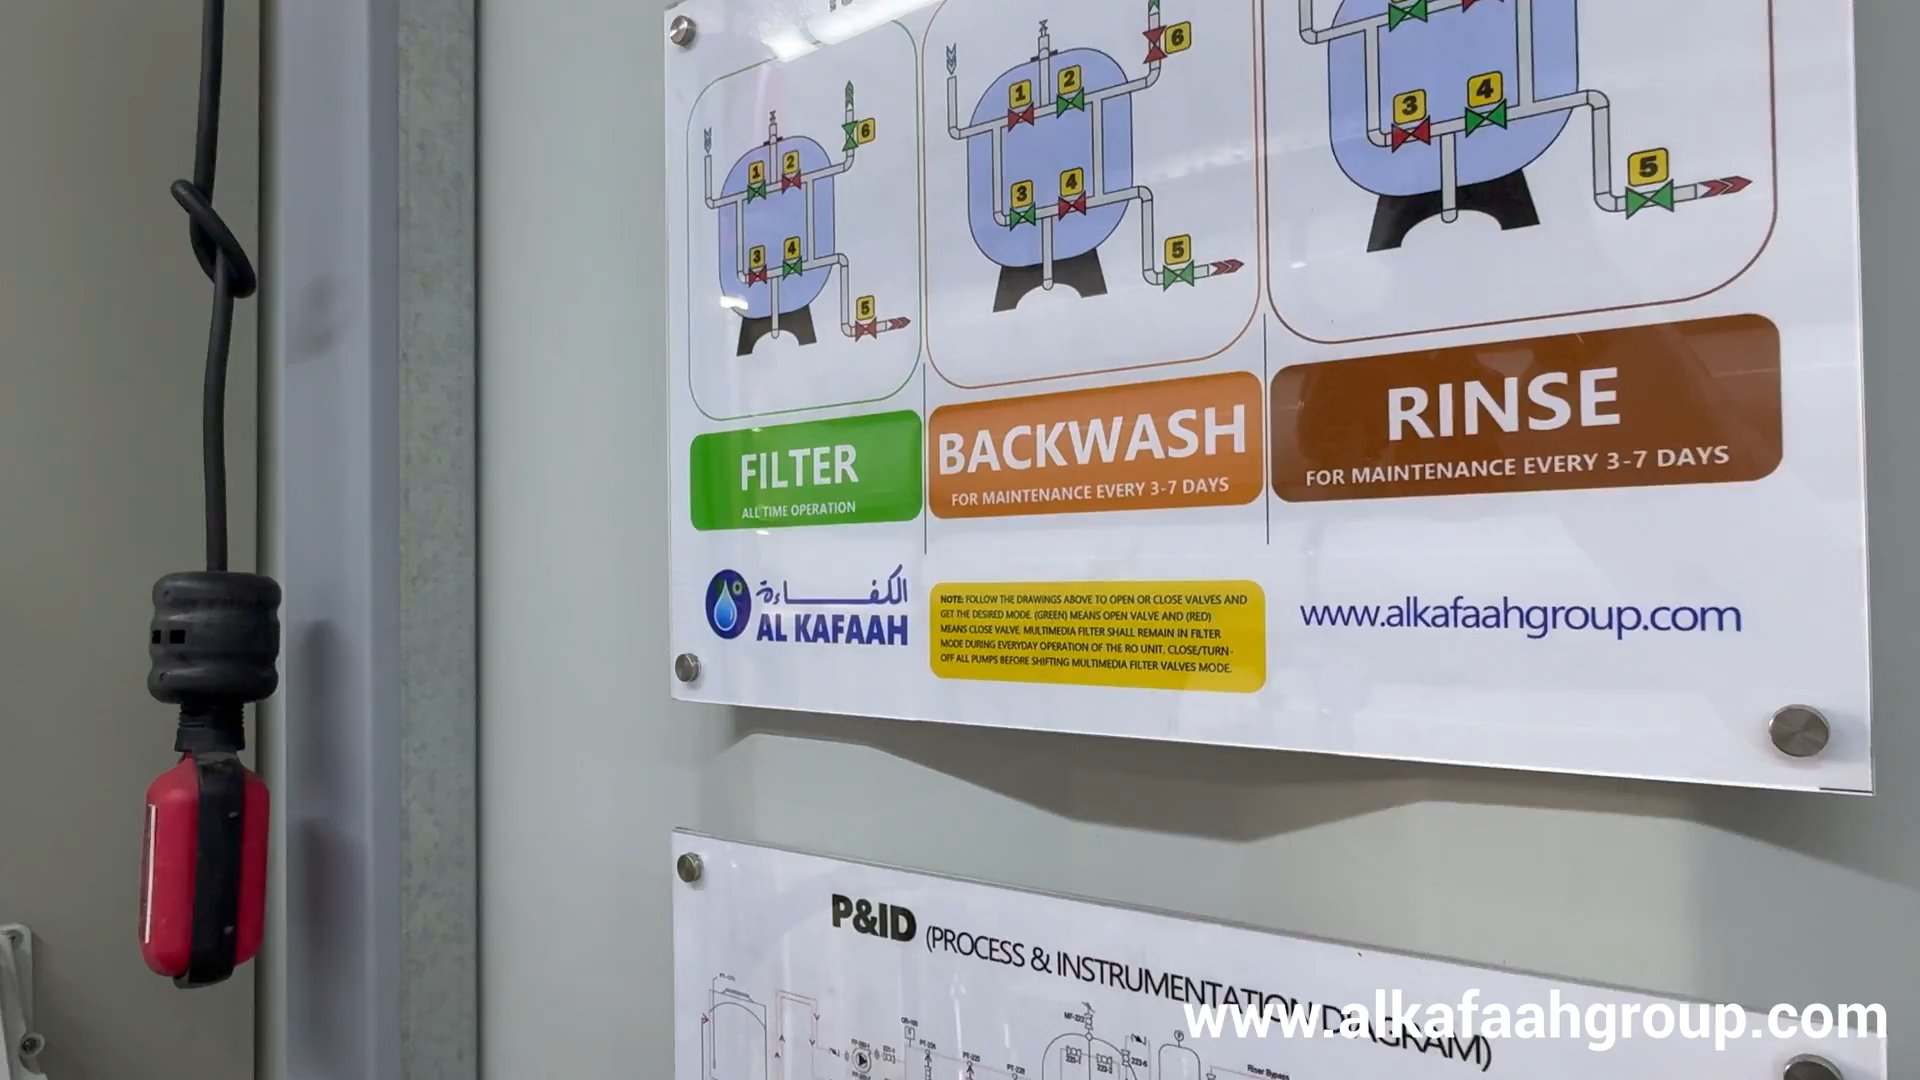 6
1
2
3
4
5
6
1
2
3
4
5
3
4
5
FILTER
ALL TIME OPERATION
BACKWASH
FOR MAINTENANCE EVERY 3-7 DAYS
RINSE
FOR MAINTENANCE EVERY 3-7 DAYS
الكفاءة
AL KAFAAH
NOTE: FOLLOW THE DRAWINGS ABOVE TO OPEN OR CLOSE VALVES AND
GET THE DESIRED MODE. (GREEN) MEANS OPEN VALVE AND (RED)
MEANS CLOSE VALVE. MULTIMEDIA FILTER SHALL REMAIN IN FILTER
MODE DURING EVERYDAY OPERATION OF THE RO UNIT. CLOSE/TURN-
OFF ALL PUMPS BEFORE SHIFTING MULTIMEDIA FILTER VALVES MODE.
www.alkafaahgroup.com
P&ID (PROCESS & INSTRUMENTATION DIAGRAM)
Riser Bypass
www.alkafaahgroup.com